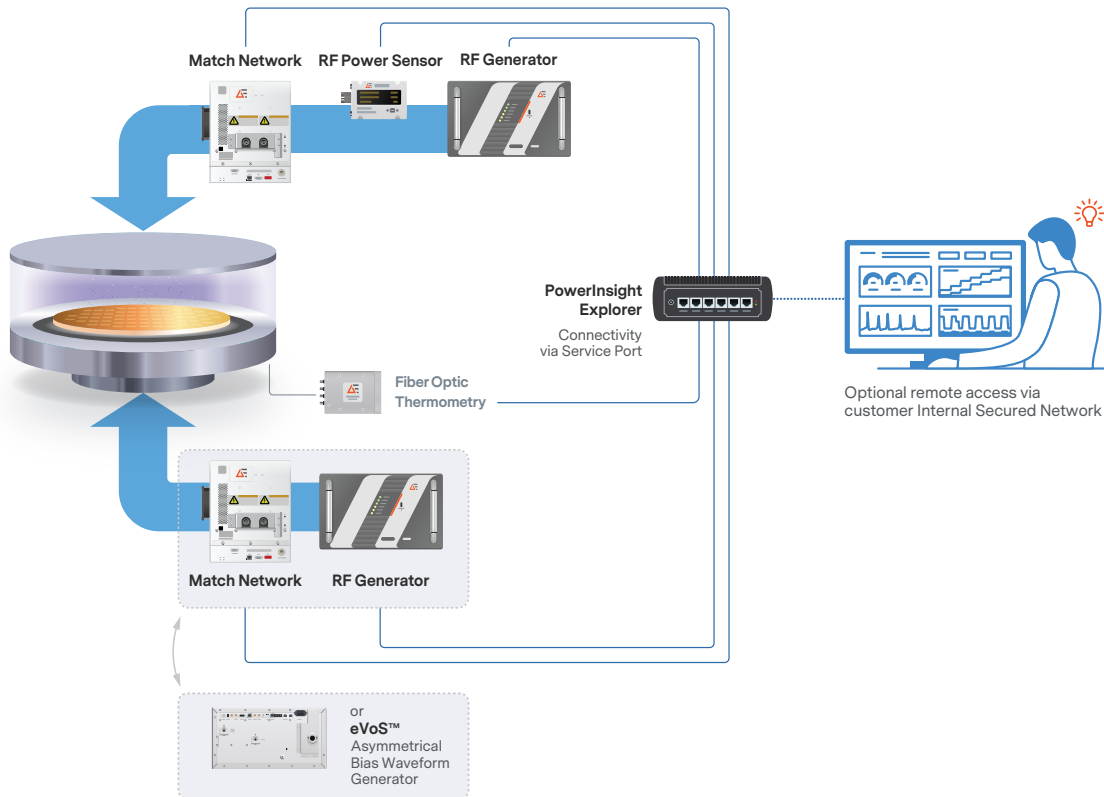 Match Network
RF Power Sensor
RF Generator
PowerInsight
Explorer
Connectivity
via Service Port
Fiber Optic
Thermometry
Optional remote access via
customer Internal Secured Network
Match Network
RF Generator
or
eVoS™
Asymmetrical
Bias Waveform
Generator